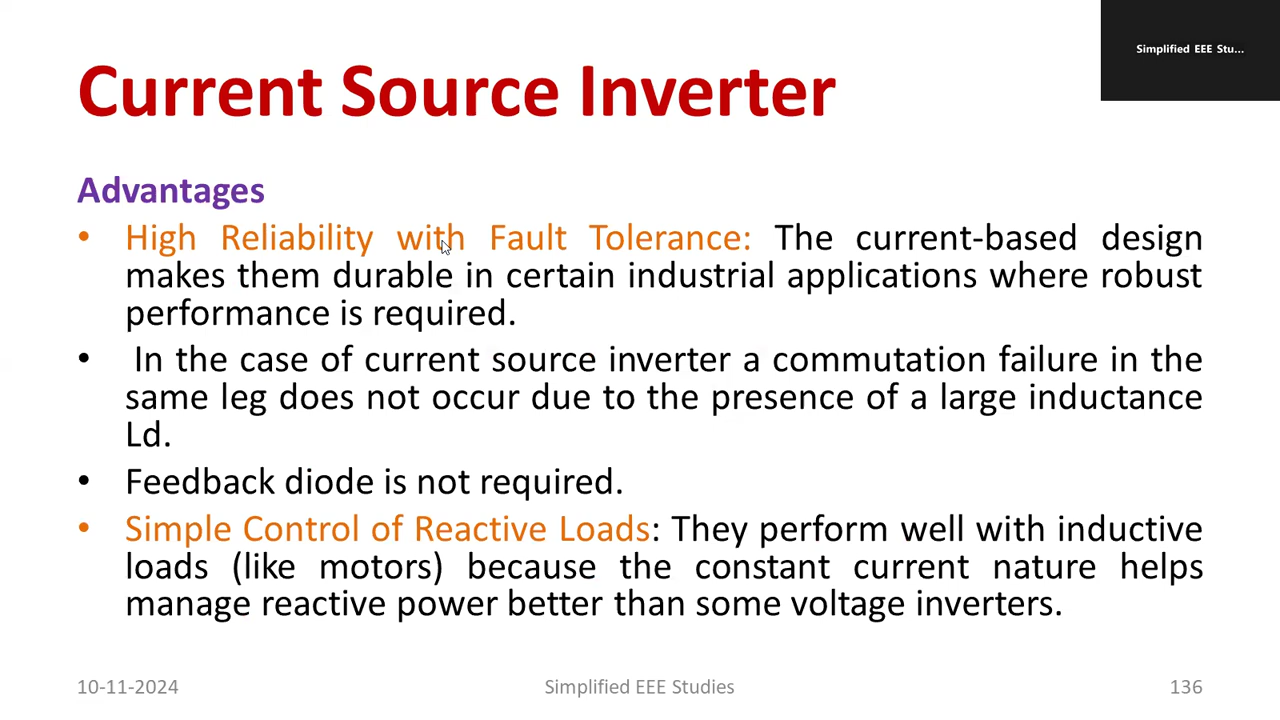 Simplified EEE Stu...
Current Source Inverter
Advantages
• High Reliability with Fault Tolerance: The current-based design
makes them durable in certain industrial applications where robust
performance is required.
• In the case of current source inverter a commutation failure in the
same leg does not occur due to the presence of a large inductance
Ld.
• Feedback diode is not required.
• Simple Control of Reactive Loads: They perform well with inductive
loads (like motors) because the constant current nature helps
manage reactive power better than some voltage inverters.
10-11-2024
Simplified EEE Studies
136